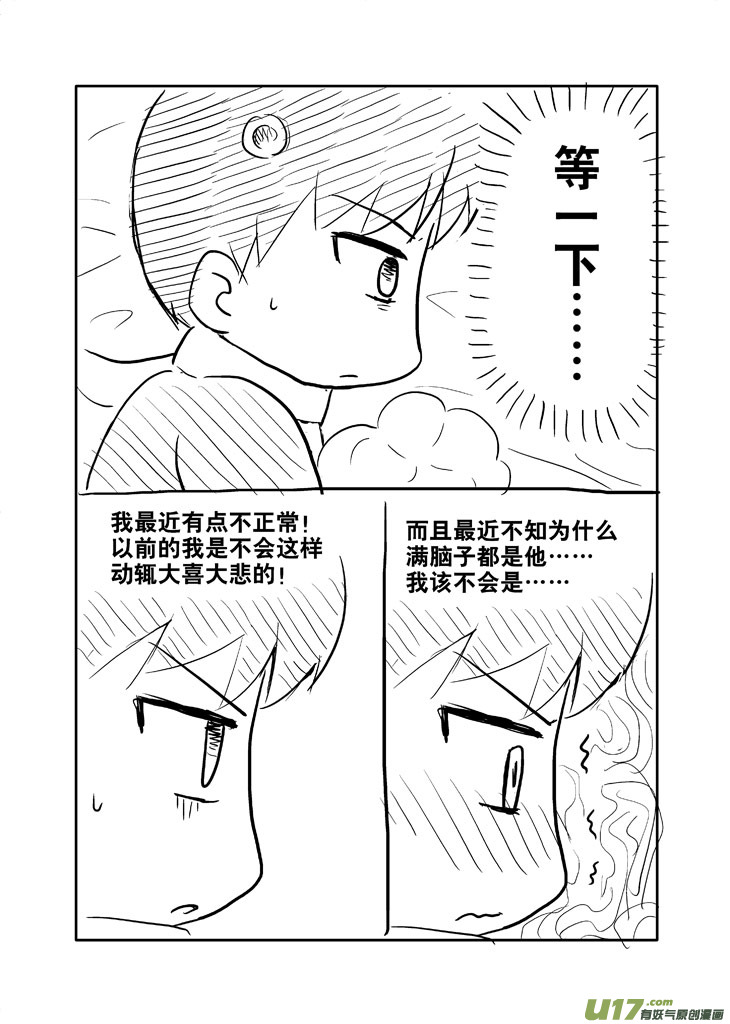 等一下……
我最近有点不正常！
以前的我是不会这样
动辄大喜大悲的！
而且最近不知为什么
满脑子都是他……
我该不会是……
U17.com
有妖气原创漫画